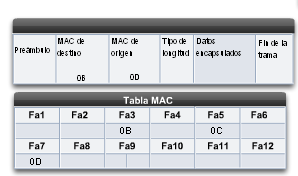 Preámbulo
MAC de destino
0B
MAC de origen
0D
Tipo de longitud
Datos encapsulados
Fin de la trama
Tabla MAC
Fa1 Fa2 Fa3 Fa4 Fa5 Fa6
0B 0C
Fa7 Fa8 Fa9 Fa10 Fa11 Fa12
0D